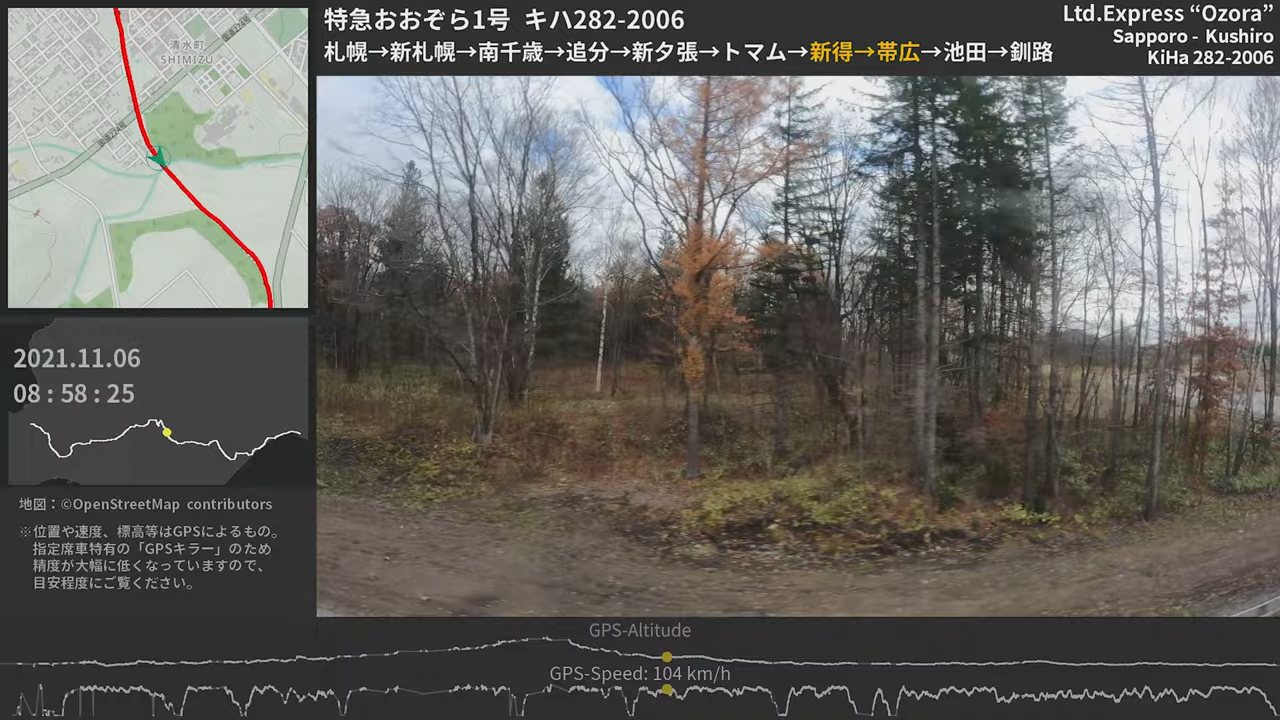 特急おおぞら1号 キハ282-2006
札幌→新札幌→南千歳→追分→新夕張→トマム→新得→帯広→池田→釧路
Ltd.Express “Ozora”
Sapporo - Kushiro
KiHa 282-2006
清水町
SHIMIZU
2021.11.06
08:58:25
地図：©OpenStreetMap contributors
※位置や速度、標高等はGPSによるもの。
指定席車特有の「GPSキラー」のため
精度が大幅に低くなっていますので、
目安程度にご覧ください。
GPS-Altitude
GPS-Speed: 104 km/h